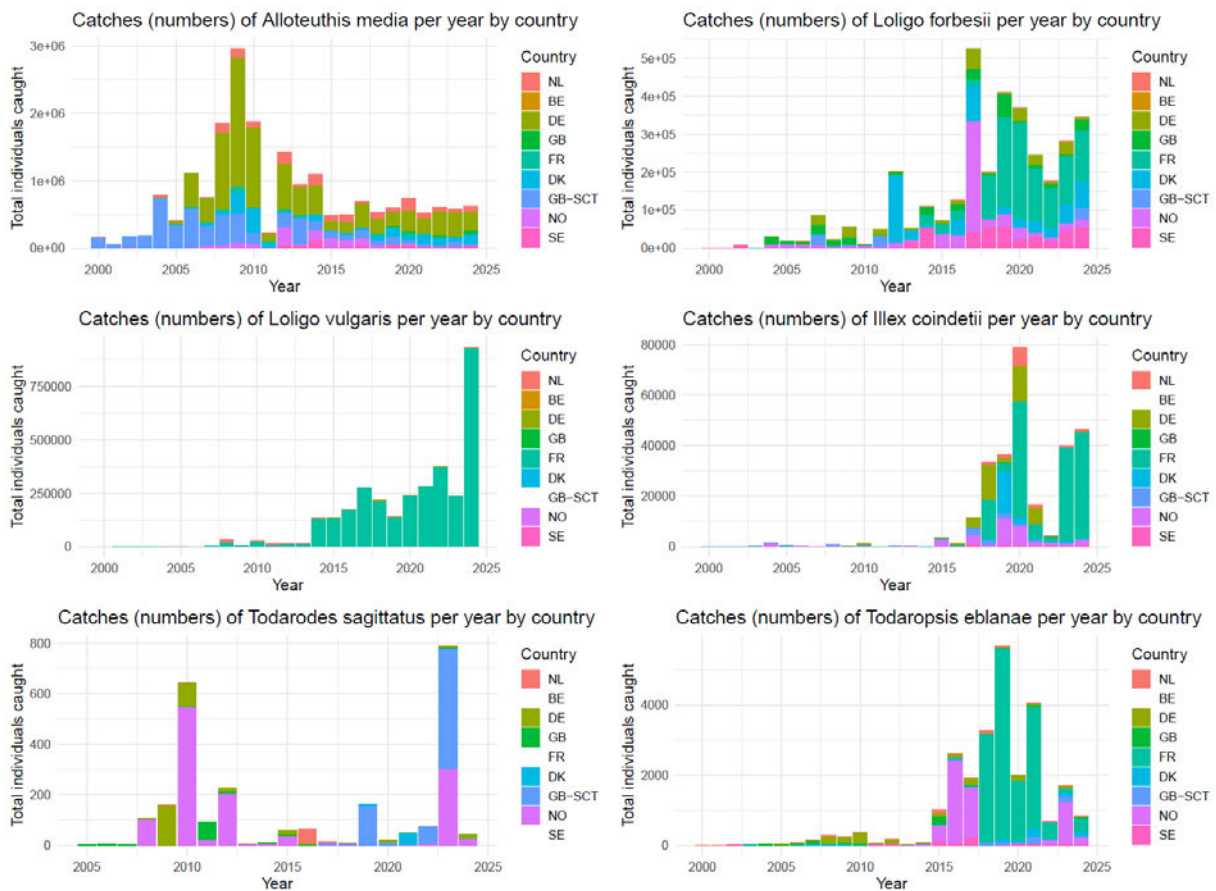 Catches (numbers) of Alloteuthis media per year by country
Total individuals caught
3e+06
2e+06
1e+06
0e+00
2000 2005 2010 2015 2020 2025
Year
Country
NL
BE
DE
GB
FR
DK
GB-SCT
NO
SE
Catches (numbers) of Loligo forbesii per year by country
Total individuals caught
5e+05
4e+05
3e+05
2e+05
1e+05
0e+00
2000 2005 2010 2015 2020 2025
Year
Country
NL
BE
DE
GB
FR
DK
GB-SCT
NO
SE
Catches (numbers) of Loligo vulgaris per year by country
Total individuals caught
750000
500000
250000
0
2000 2005 2010 2015 2020 2025
Year
Country
NL
BE
DE
GB
FR
DK
GB-SCT
NO
SE
Catches (numbers) of Illex coindetii per year by country
Total individuals caught
80000
60000
40000
20000
0
2000 2005 2010 2015 2020 2025
Year
Country
NL
BE
DE
GB
FR
DK
GB-SCT
NO
SE
Catches (numbers) of Todarodes sagittatus per year by country
Total individuals caught
800
600
400
200
0
2005 2010 2015 2020 2025
Year
Country
NL
BE
DE
GB
FR
DK
GB-SCT
NO
SE
Catches (numbers) of Todaropsis eblanae per year by country
Total individuals caught
4000
2000
0
2000 2005 2010 2015 2020 2025
Year
Country
NL
BE
DE
GB
FR
DK
GB-SCT
NO
SE